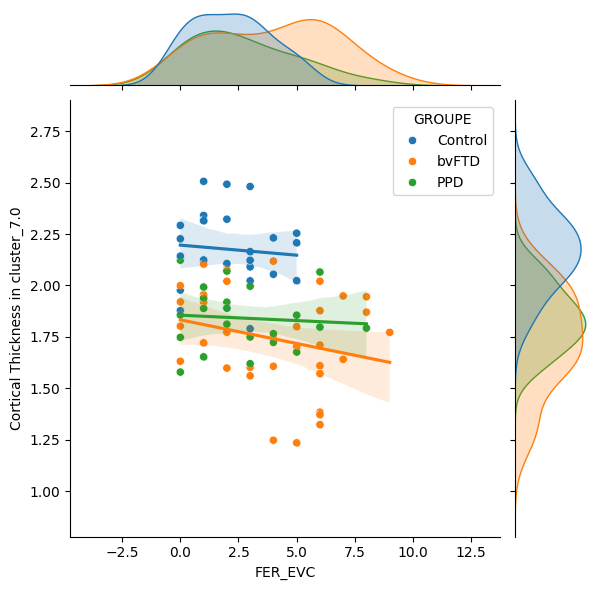 GROUPE
Control
bvFTD
PPD
2.75
2.50
2.25
2.00
1.75
1.50
1.25
1.00
Cortical Thickness in cluster_7.0
−2.5 0.0 2.5 5.0 7.5 10.0 12.5
FER_EVC